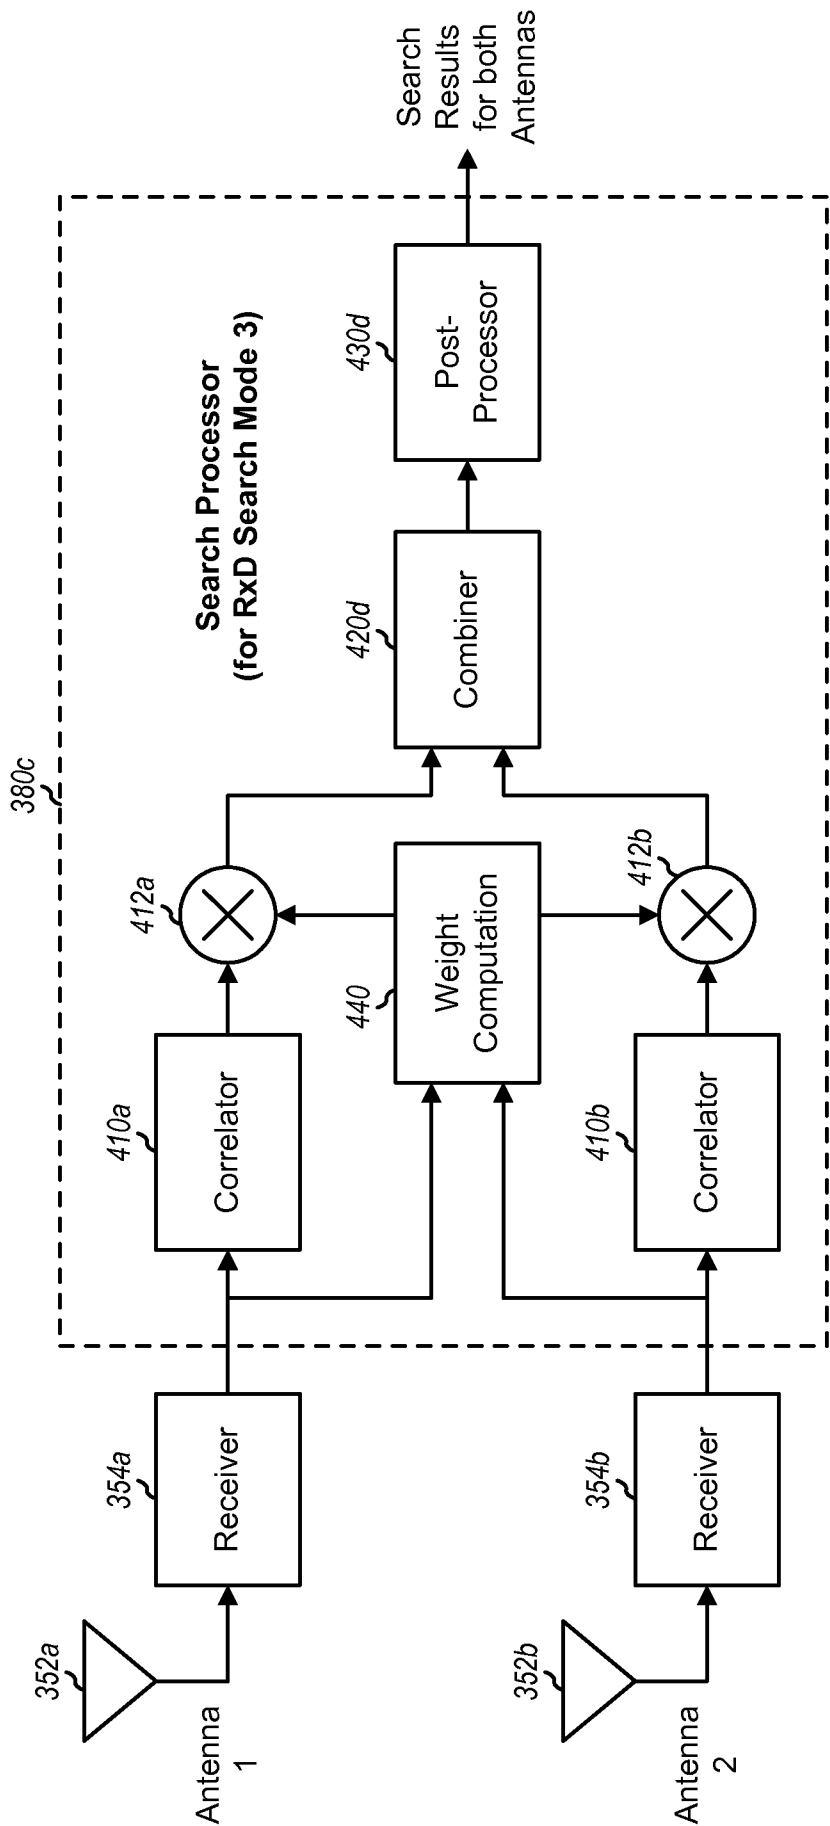 380c
Search Processor
(for RxD Search Mode 3)
352a
Antenna
1
354a
Receiver
410a
Correlator
412a
440
Weight
Computation
420d
Combiner
430d
Post-
Processor
Search
Results
for both
Antennas
352b
Antenna
2
354b
Receiver
410b
Correlator
412b